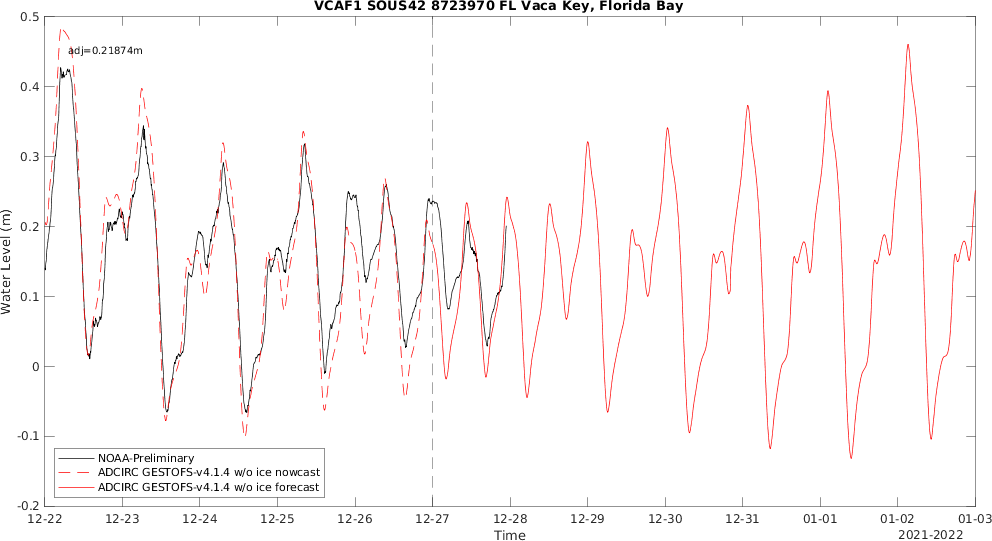 VCAF1 SOUS42 8723970 FL Vaca Key, Florida Bay
adj=0.21874m
0.5
0.4
0.3
0.2
0.1
0
-0.1
-0.2
Water Level (m)
NOAA-Preliminary
ADCIRC GESTOFS-v4.1.4 w/o ice nowcast
ADCIRC GESTOFS-v4.1.4 w/o ice forecast
12-22 12-23 12-24 12-25 12-26 12-27 12-28 12-29 12-30 12-31 01-01 01-02 01-03
Time
2021-2022